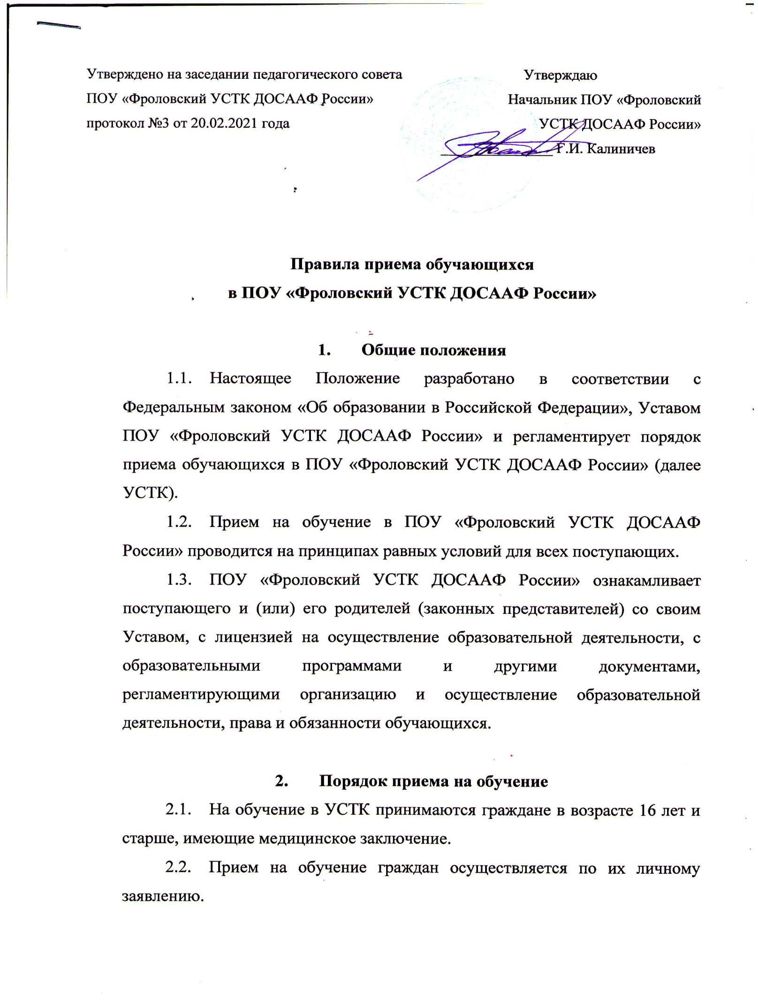 Утверждено на заседании педагогического совета
ПОУ «Фроловский УСТК ДОСААФ России»
протокол №3 от 20.02.2021 года
Утверждаю
Начальник ПОУ «Фроловский
УСТК ДОСААФ России»
Г.И. Калиничев
Правила приема обучающихся
в ПОУ «Фроловский УСТК ДОСААФ России»
1. Общие положения
1.1. Настоящее Положение разработано в соответствии с
Федеральным законом «Об образовании в Российской Федерации», Уставом
ПОУ «Фроловский УСТК ДОСААФ России» и регламентирует порядок
приема обучающихся в ПОУ «Фроловский УСТК ДОСААФ России» (далее
УСТК).
1.2. Прием на обучение в ПОУ «Фроловский УСТК ДОСААФ
России» проводится на принципах равных условий для всех поступающих.
1.3. ПОУ «Фроловский УСТК ДОСААФ России» ознакамливает
поступающего и (или) его родителей (законных представителей) со своим
Уставом, с лицензией на осуществление образовательной деятельности, с
образовательными программами и другими документами,
регламентирующими организацию и осуществление образовательной
деятельности, права и обязанности обучающихся.
2. Порядок приема на обучение
2.1. На обучение в УСТК принимаются граждане в возрасте 16 лет и
старше, имеющие медицинское заключение.
2.2. Прием на обучение граждан осуществляется по их личному
заявлению.